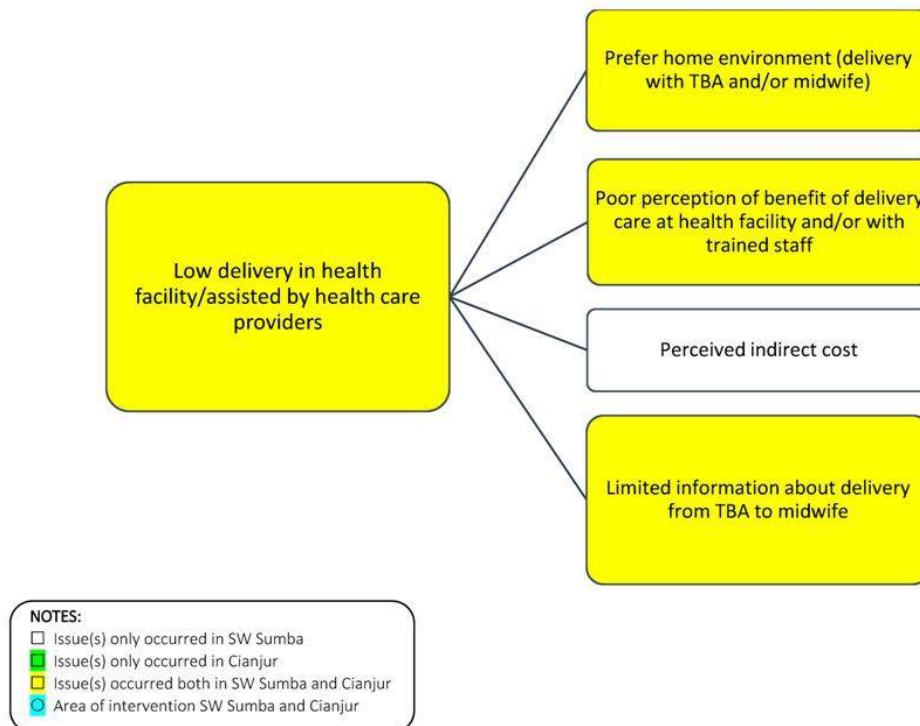 Prefer home environment (delivery
with TBA and/or midwife)
Poor perception of benefit of delivery
care at health facility and/or with
trained staff
Low delivery in health
facility/assisted by health care
providers
Perceived indirect cost
Limited information about delivery
from TBA to midwife
NOTES:
Issue(s) only occurred in SW Sumba
Issue(s) only occurred in Cianjur
Issue(s) occurred both in SW Sumba and Cianjur
Area of intervention SW Sumba and Cianjur